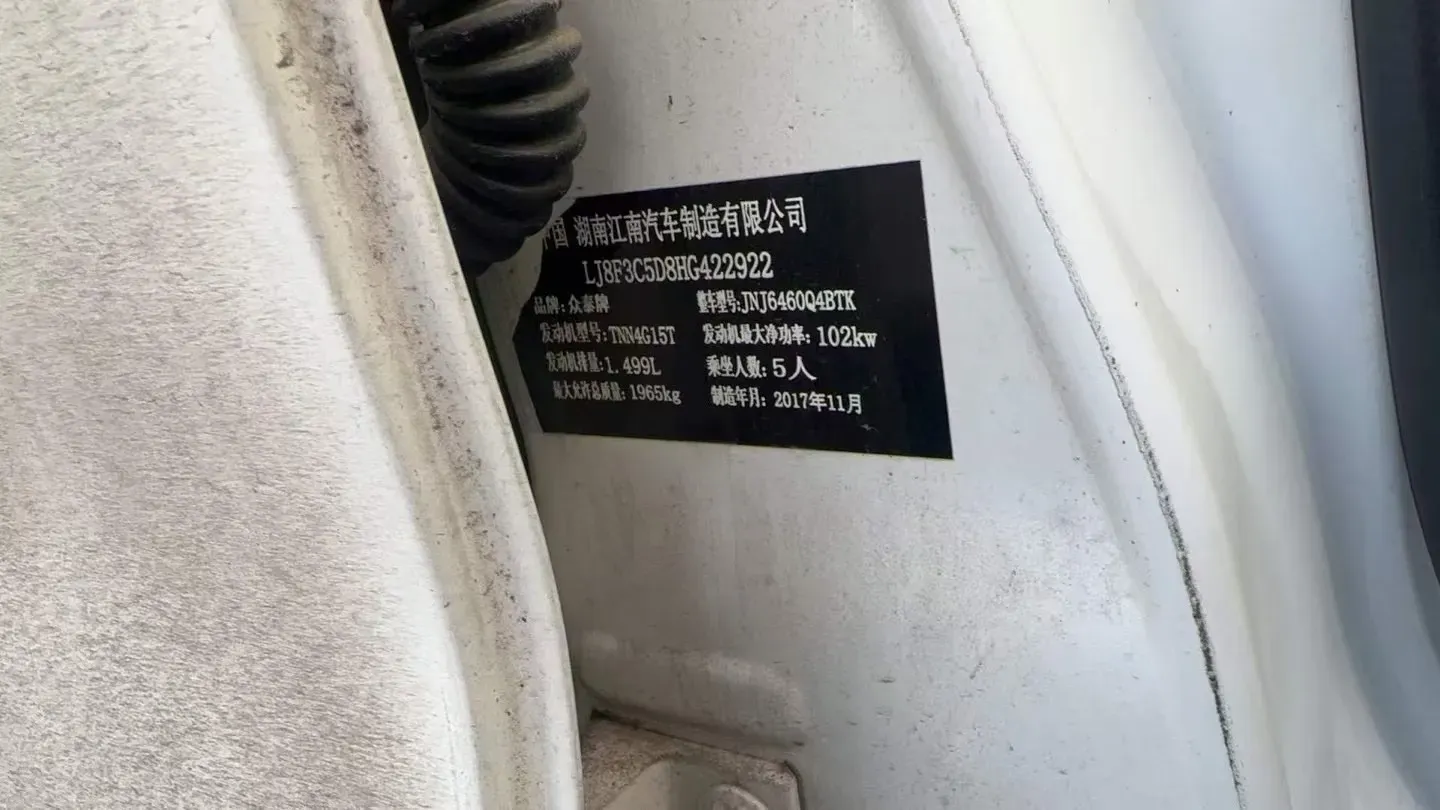 中国 湖南江南汽车制造有限公司
LJ8F3C5D8HG422922
品牌:众泰牌 整车型号:JNJ6460Q4BTK
发动机型号:TNN4G15T 发动机最大净功率:102kw
发动机排量:1.499L 乘坐人数:5人
最大允许总质量:1965kg 制造年月:2017年11月